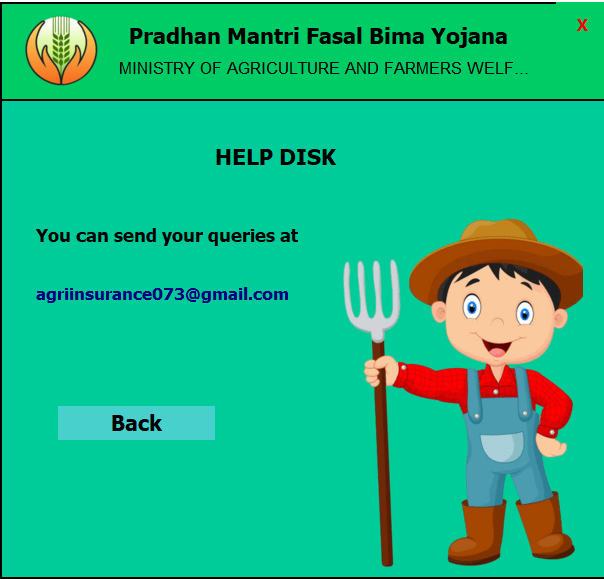 Pradhan Mantri Fasal Bima Yojana
X
MINISTRY OF AGRICULTURE AND FARMERS WELF...
HELP DISK
You can send your queries at
agriinsurance073@gmail.com
Back